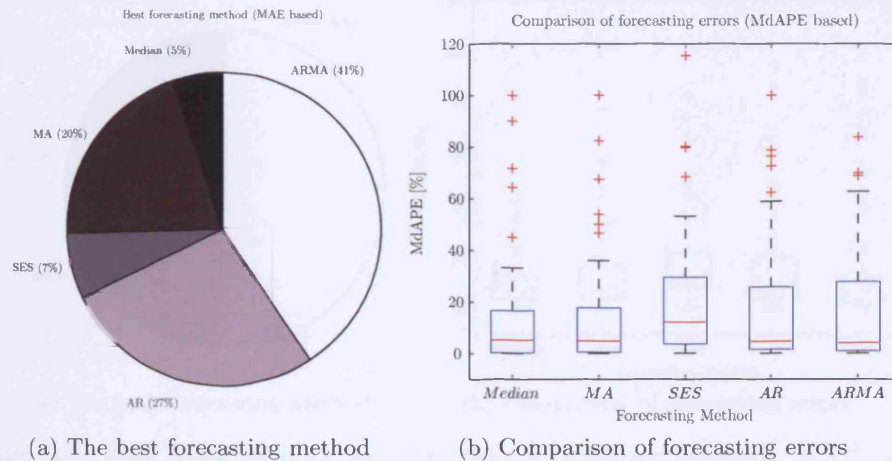 Best forecasting method (MAE based)
Median (5%)
ARMA (41%)
MA (20%)
SES (7%)
AR (27%)
(a) The best forecasting method
Comparison of forecasting errors (MdAPE based)
MdAPE [%]
120
100
80
60
40
20
0
Median
MA
SES
AR
ARMA
Forecasting Method
(b) Comparison of forecasting errors